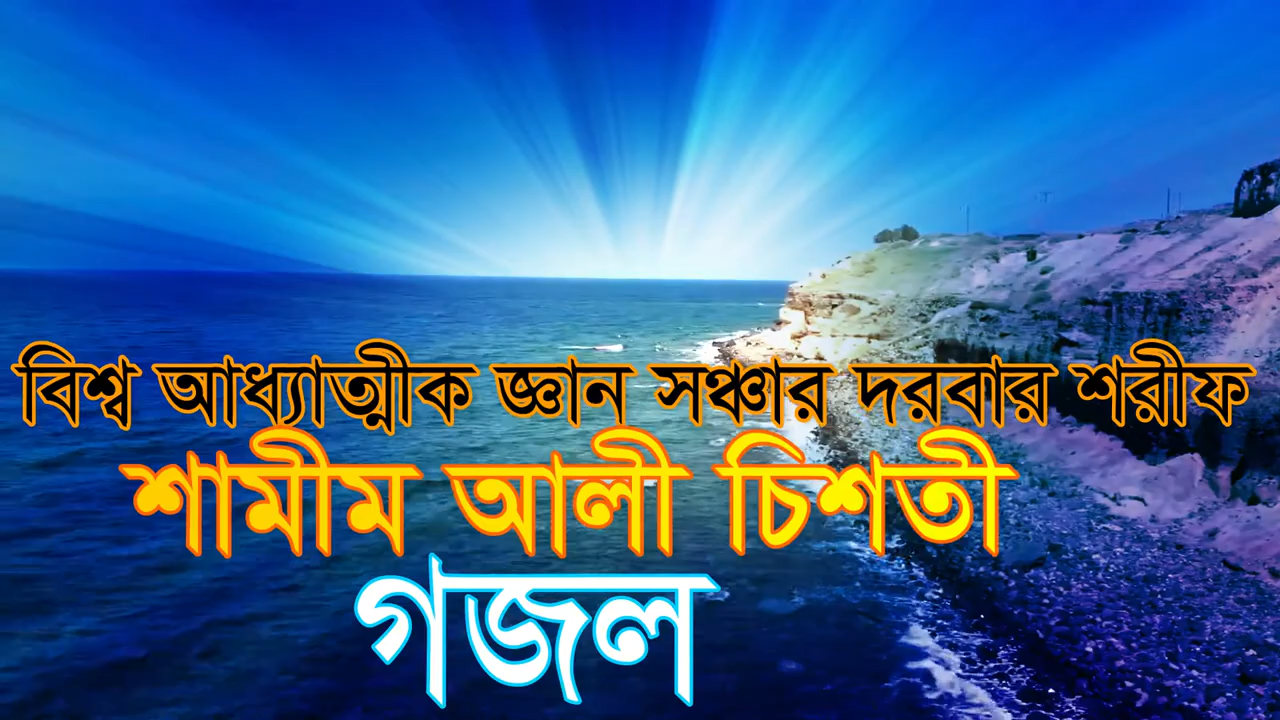 বিশ্ব আধ্যাত্মীক জ্ঞান সঞ্চার দরবার শরীফ
শামীম আলী চিশতী
গজল